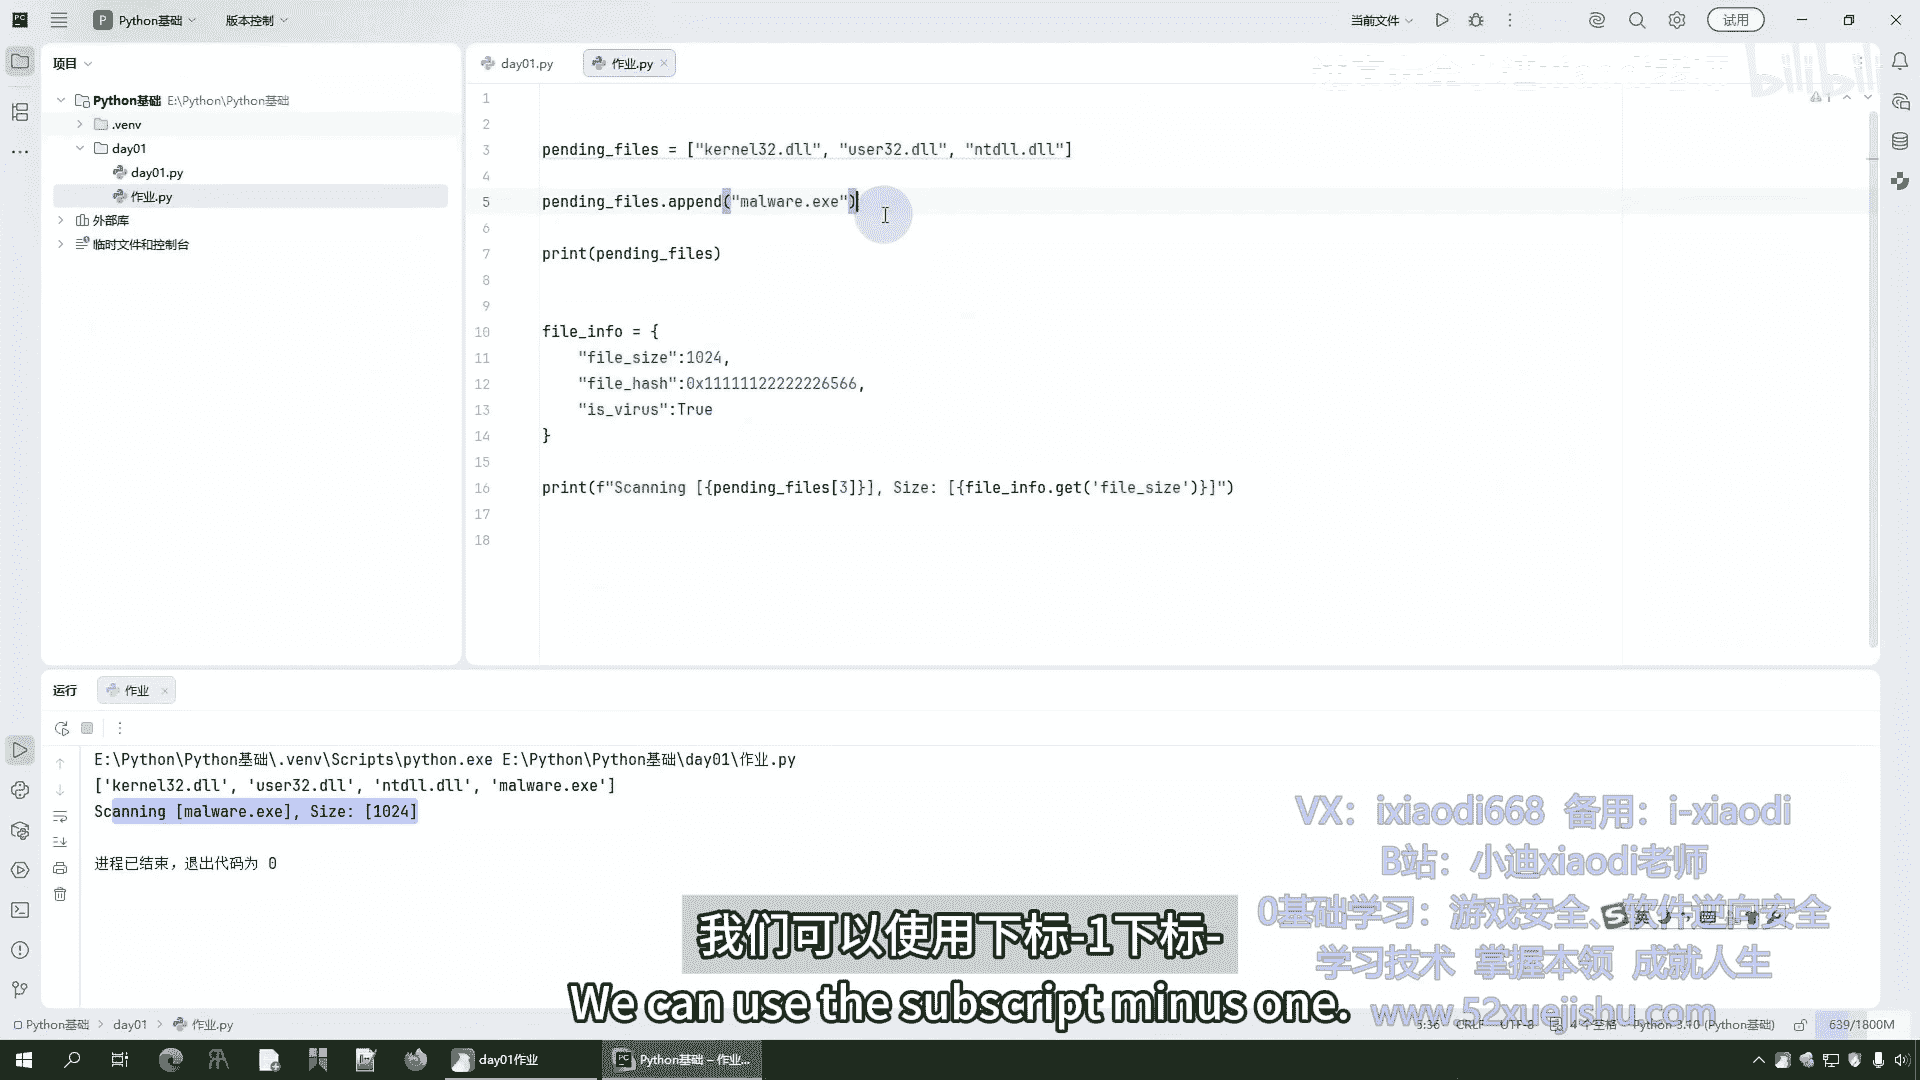 Python基础 版本控制 当前文件 试用
项目
Python基础 E:\Python\Python基础
.venv
day01
day01.py
作业.py
外部库
临时文件和控制台
day01.py 作业.py
bilibili
1
1
2
3 pending_files = ["kernel32.dll", "user32.dll", "ntdll.dll"]
4
5 pending_files.append("malware.exe")
6
7 print(pending_files)
8
9
10 file_info = {
11 "file_size":1024,
12 "file_hash":0x11111122222226566,
13 "is_virus":True
14 }
15
16 print(f"Scanning [{pending_files[3]}], Size: [{file_info.get('file_size')}]")
17
18
运行 作业
E:\Python\Python基础\.venv\Scripts\python.exe E:\Python\Python基础\day01\作业.py
['kernel32.dll', 'user32.dll', 'ntdll.dll', 'malware.exe']
Scanning [malware.exe], Size: [1024]
进程已结束，退出代码为 0
VX：ixiaodi668 备用：i-xiaodi
B站：小迪xiaodi老师
0基础学习：游戏安全、软件逆向安全
学习技术 掌握本领 成就人生
www.52xuejishu.com
我们可以使用下标-1下标-
We can use the subscript minus one.
Python基础 day01 作业.py 5:36 CRLF UTF-8 4 个空格 Python 3.10 (Python基础) 639/1800M
day01作业 Python基础 – 作业...